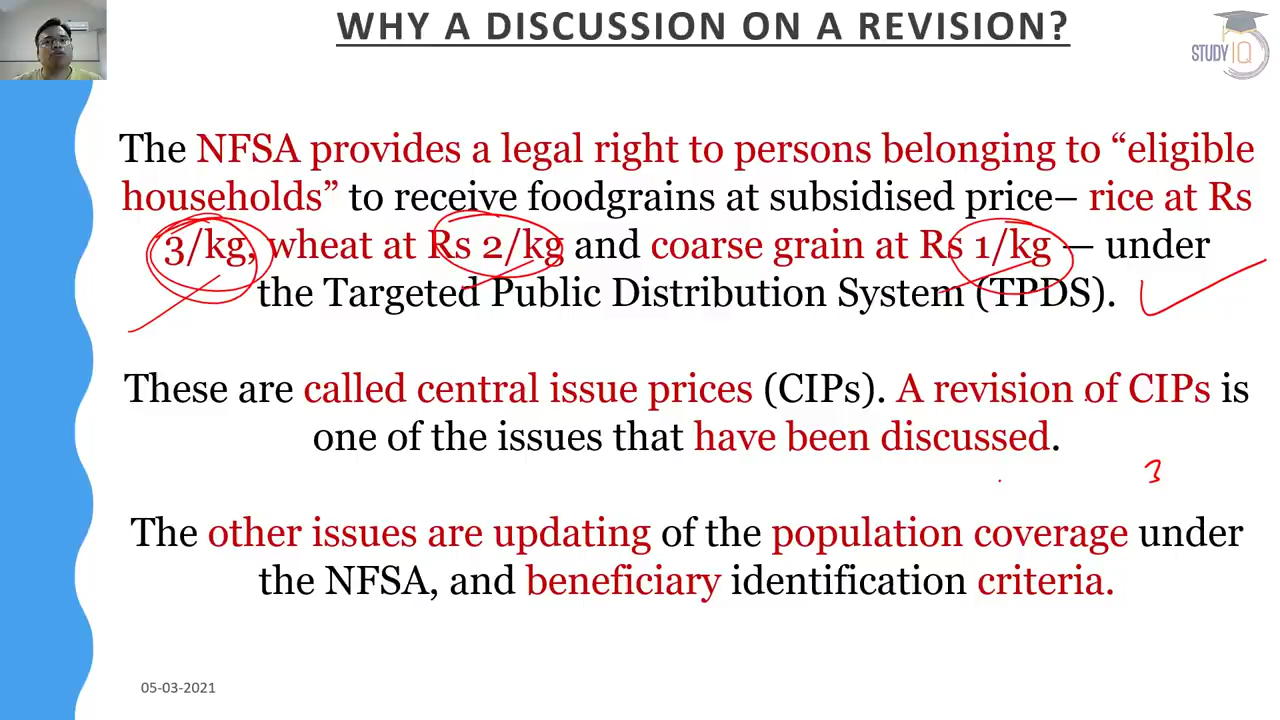 WHY A DISCUSSION ON A REVISION?
STUDY IQ
The NFSA provides a legal right to persons belonging to “eligible
households” to receive foodgrains at subsidised price– rice at Rs
3/kg, wheat at Rs 2/kg and coarse grain at Rs 1/kg — under
the Targeted Public Distribution System (TPDS).
These are called central issue prices (CIPs). A revision of CIPs is
one of the issues that have been discussed.
3
The other issues are updating of the population coverage under
the NFSA, and beneficiary identification criteria.
05-03-2021